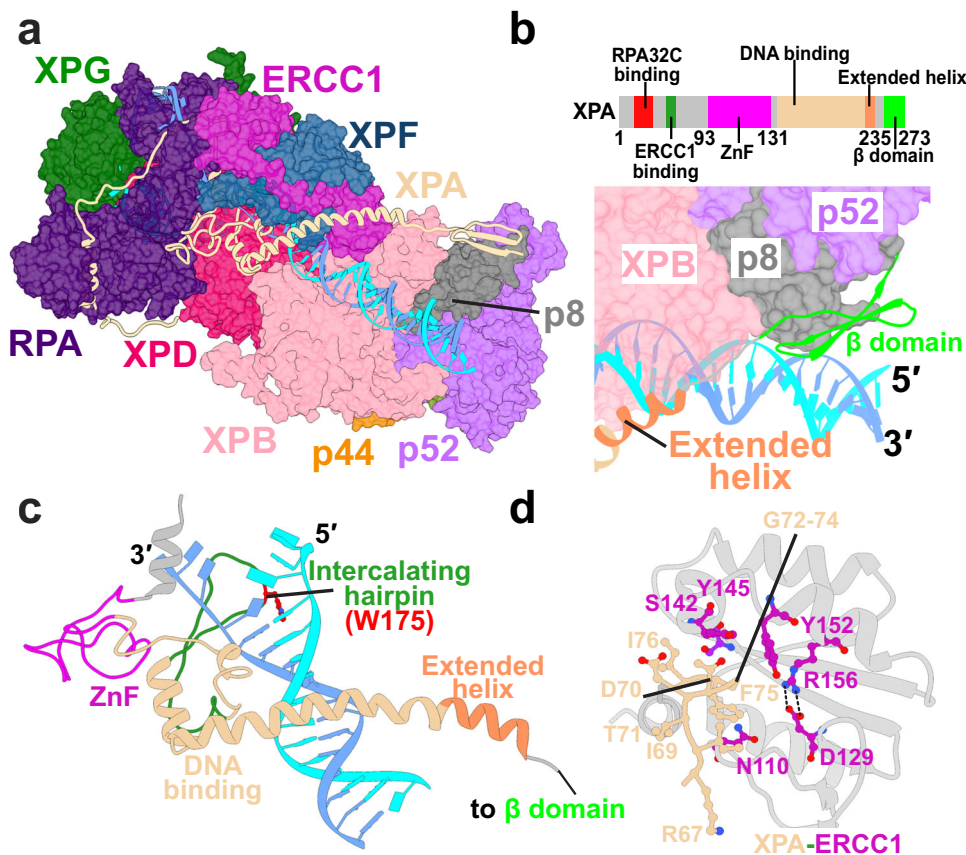 a
XPG
ERCC1
XPF
XPA
RPA
XPD
XPB
p44
p52
p8
b
DNA binding
RPA32C
binding
Extended helix
XPA
1
93
131
235
273
ERCC1
binding
ZnF
β domain
p52
XPB
p8
β domain
5′
3′
Extended
helix
c
3′
5′
Intercalating
hairpin
(W175)
ZnF
Extended
helix
DNA
binding
to β domain
d
G72-74
Y145
S142
Y152
I76
R156
D70
F75
T71
I69
N110
D129
R67
XPA-ERCC1